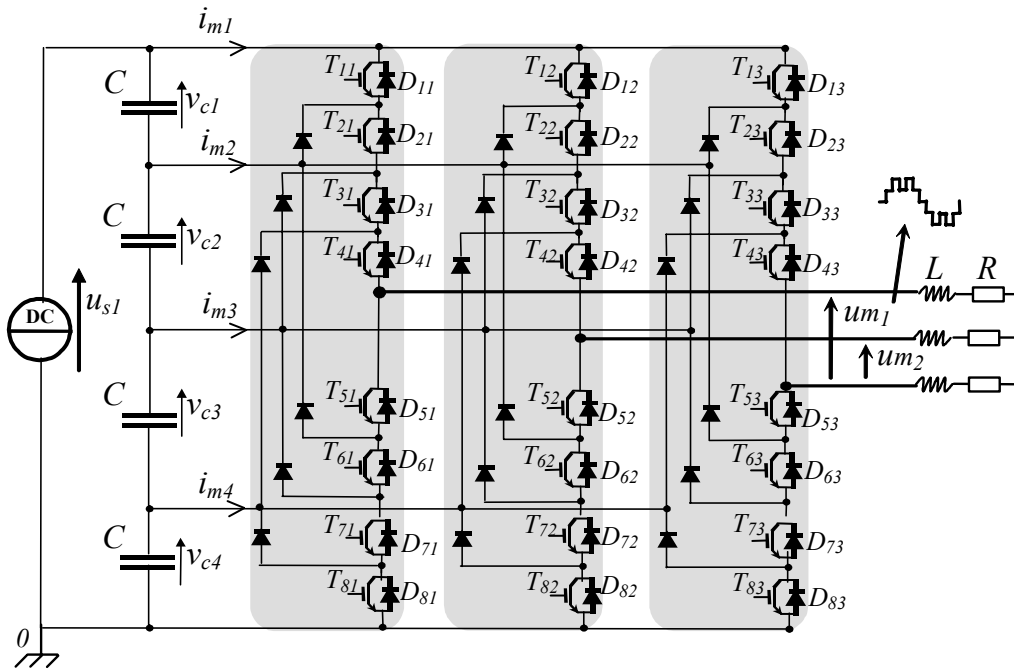 i_m1
T_11 D_11 T_12 D_12 T_13 D_13
C v_c1
T_21 D_21 T_22 D_22 T_23 D_23
i_m2
T_31 D_31 T_32 D_32 T_33 D_33
C v_c2
T_41 D_41 T_42 D_42 T_43 D_43
L R
DC u_s1
i_m3
um_1
um_2
C v_c3
T_51 D_51 T_52 D_52 T_53 D_53
T_61 D_61 T_62 D_62 T_63 D_63
i_m4
C v_c4
T_71 D_71 T_72 D_72 T_73 D_73
T_81 D_81 T_82 D_82 T_83 D_83
0